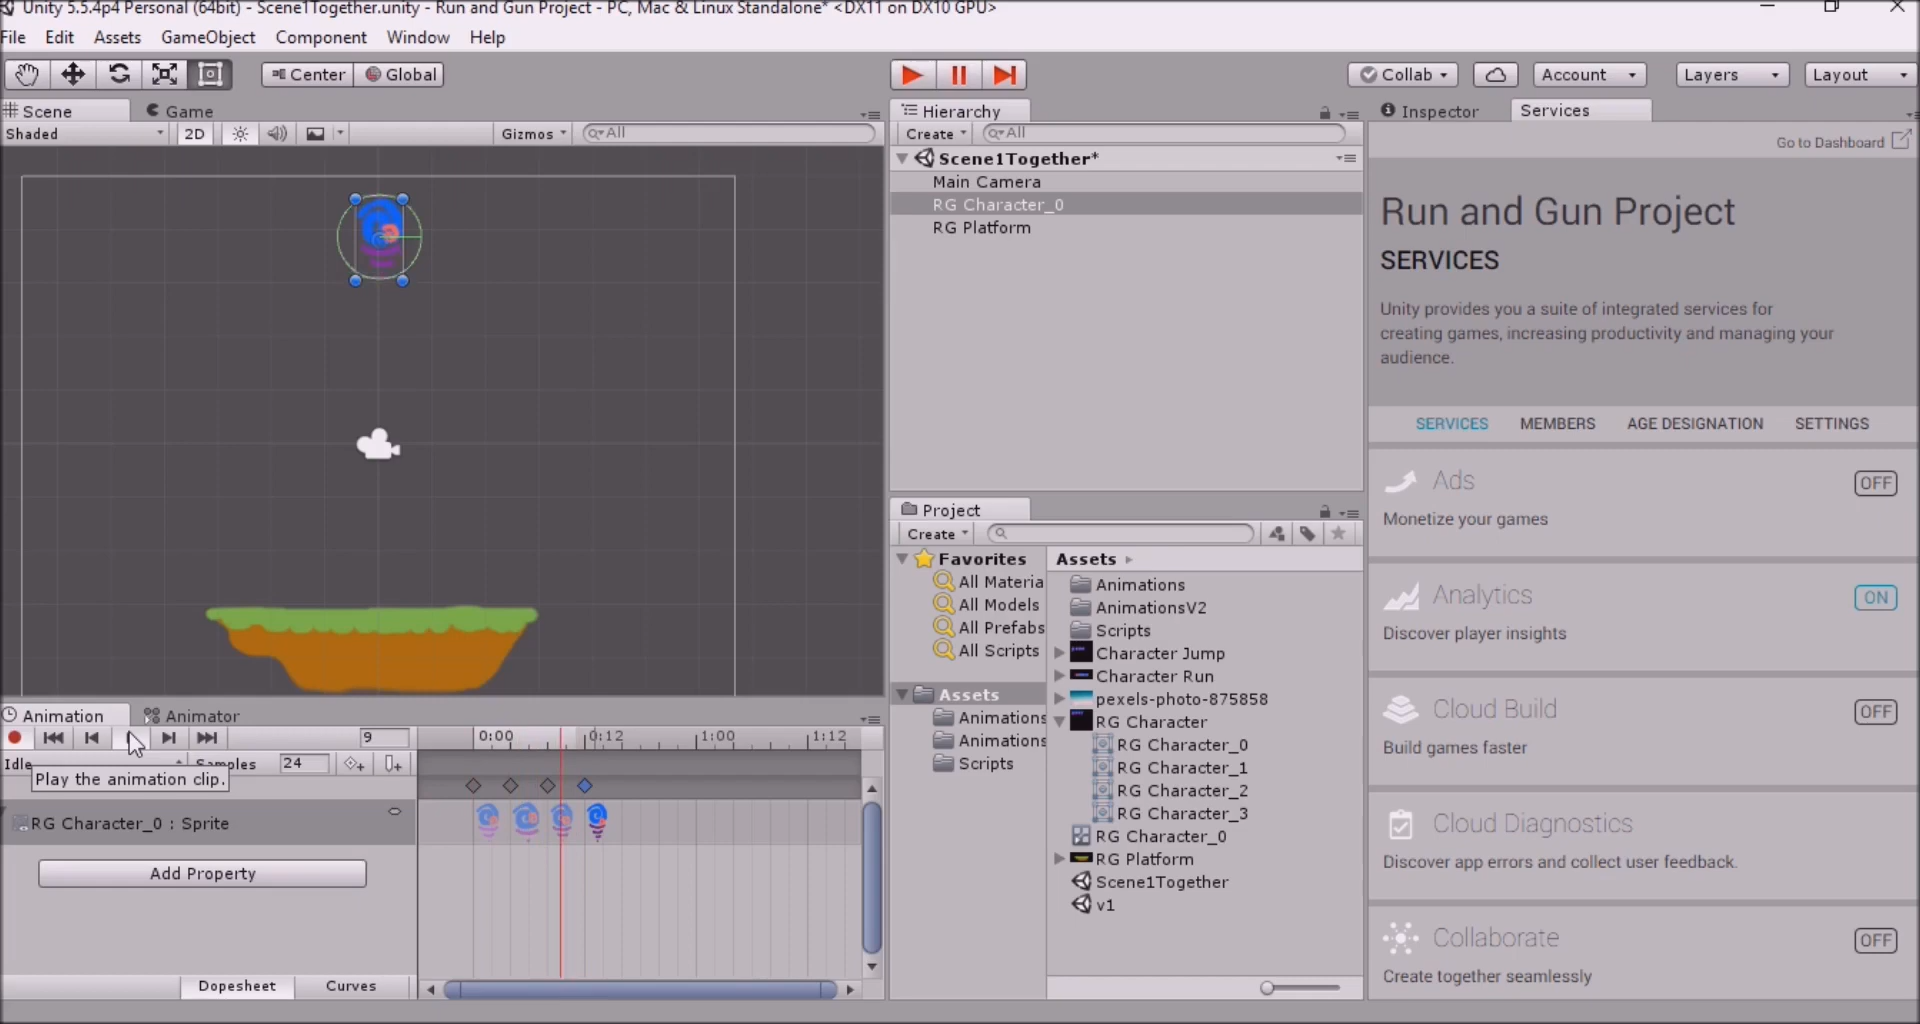 Unity 5.5.4p4 Personal (64bit) - Scene1Together.unity - Run and Gun Project - PC, Mac & Linux Standalone* <DX11 on DX10 GPU>
File Edit Assets GameObject Component Window Help
Center Global Collab Account Layers Layout
Scene Game
Shaded 2D Gizmos All
Hierarchy
Create All
Scene1Together*
Main Camera
RG Character_0
RG Platform
Inspector Services
Go to Dashboard
Run and Gun Project
SERVICES
Unity provides you a suite of integrated services for
creating games, increasing productivity and managing your
audience.
SERVICES MEMBERS AGE DESIGNATION SETTINGS
Ads OFF
Monetize your games
Analytics ON
Discover player insights
Cloud Build OFF
Build games faster
Cloud Diagnostics
Discover app errors and collect user feedback.
Collaborate OFF
Create together seamlessly
Project
Create
Favorites
All Materia
All Models
All Prefabs
All Scripts
Assets
Animations
Animations
Scripts
Assets
Animations
AnimationsV2
Scripts
Character Jump
Character Run
pexels-photo-875858
RG Character
RG Character_0
RG Character_1
RG Character_2
RG Character_3
RG Character_0
RG Platform
Scene1Together
v1
Animation Animator
9 0:00 0:12 1:00 1:12
Idle Samples 24
Play the animation clip.
RG Character_0 : Sprite
Add Property
Dopesheet Curves